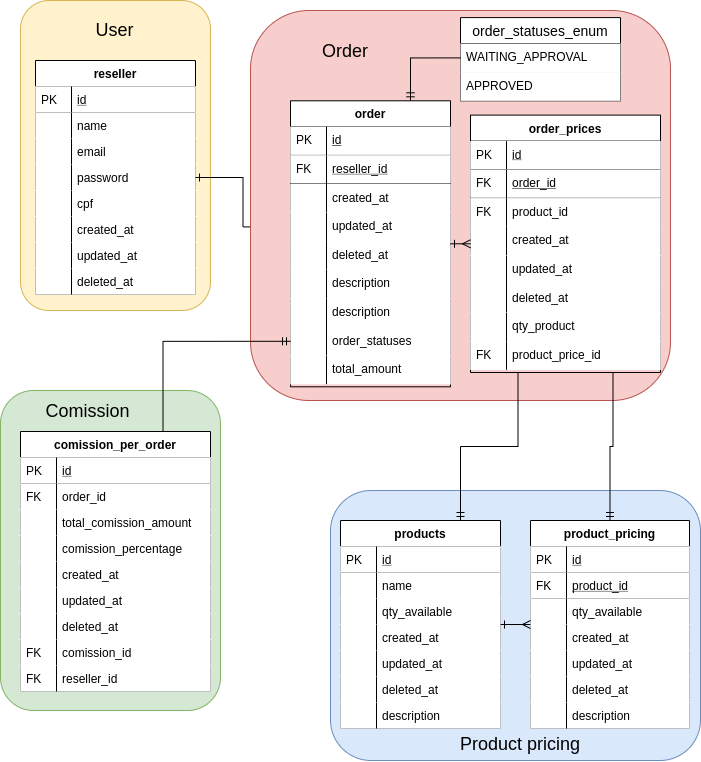 User
reseller
PK id
name
email
password
cpf
created_at
updated_at
deleted_at
Order
order_statuses_enum
WAITING_APPROVAL
APPROVED
order
PK id
FK reseller_id
created_at
updated_at
deleted_at
description
description
order_statuses
total_amount
order_prices
PK id
FK order_id
FK product_id
created_at
updated_at
deleted_at
qty_product
FK product_price_id
Comission
comission_per_order
PK id
FK order_id
total_comission_amount
comission_percentage
created_at
updated_at
deleted_at
FK comission_id
FK reseller_id
products
PK id
name
qty_available
created_at
updated_at
deleted_at
description
product_pricing
PK id
FK product_id
qty_available
created_at
updated_at
deleted_at
description
Product pricing